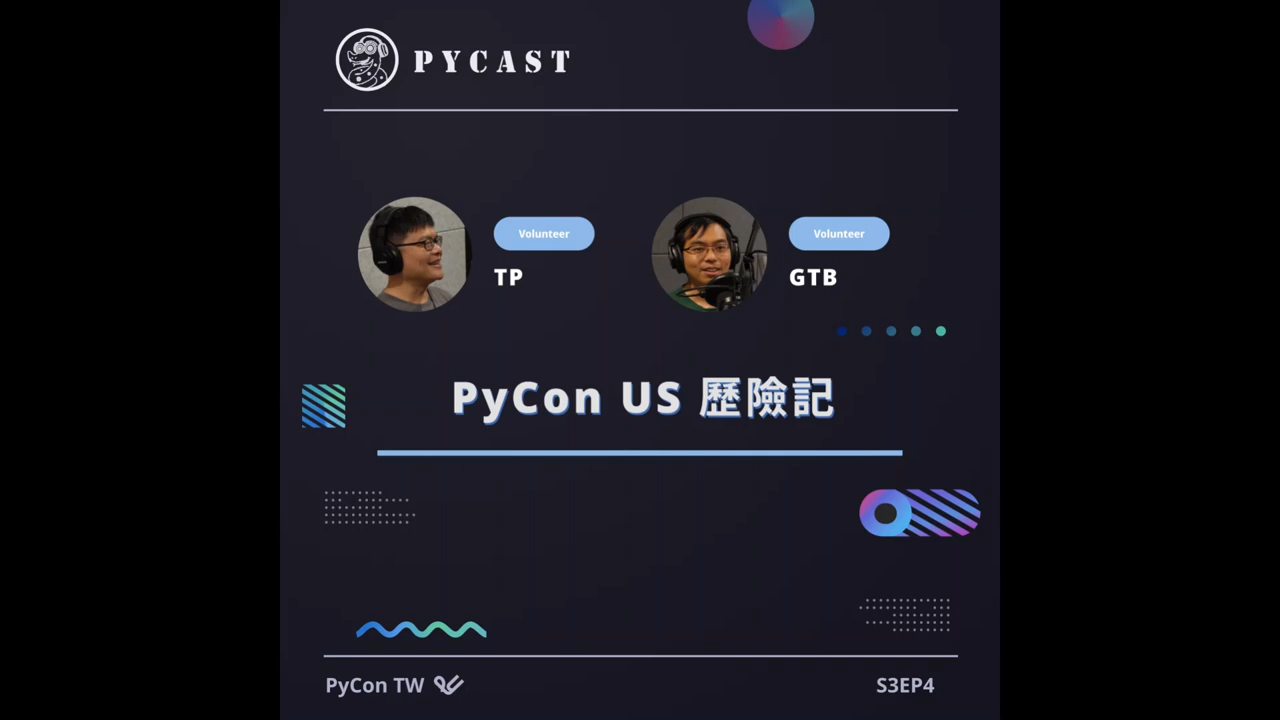 PYCAST
Volunteer
TP
Volunteer
GTB
PyCon US 歷險記
PyCon TW
S3EP4